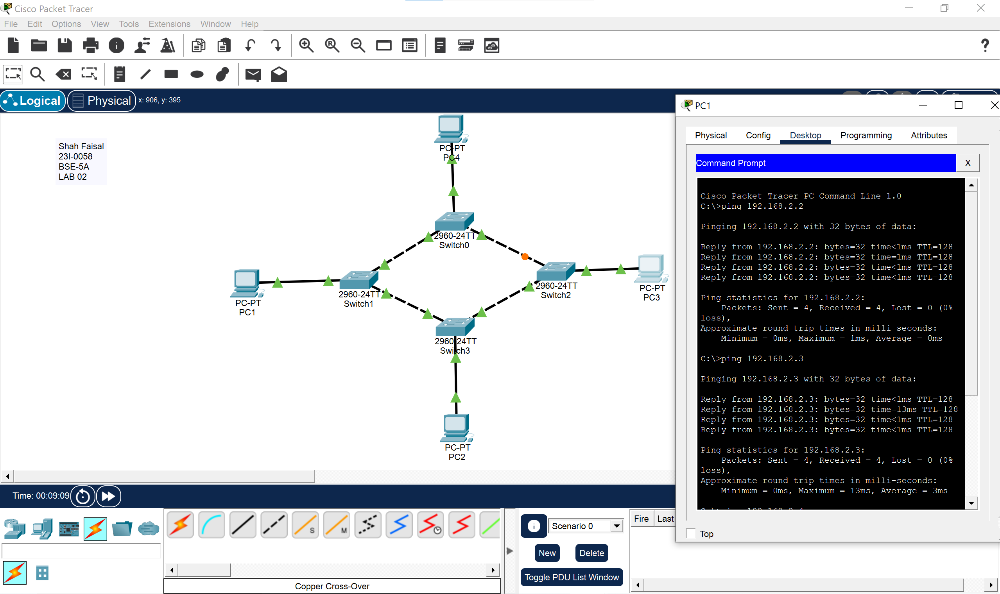 Cisco Packet Tracer
File Edit Options View Tools Extensions Window Help
Logical Physical x: 906, y: 395
Shah Faisal
23I-0058
BSE-5A
LAB 02
PC-PT
PC4
2960-24TT
Switch0
PC-PT
PC1
2960-24TT
Switch1
2960-24TT
Switch2
PC-PT
PC3
2960-24TT
Switch3
PC-PT
PC2
PC1
Physical Config Desktop Programming Attributes
Command Prompt X
Cisco Packet Tracer PC Command Line 1.0
C:\>ping 192.168.2.2
Pinging 192.168.2.2 with 32 bytes of data:
Reply from 192.168.2.2: bytes=32 time<1ms TTL=128
Reply from 192.168.2.2: bytes=32 time=1ms TTL=128
Reply from 192.168.2.2: bytes=32 time<1ms TTL=128
Reply from 192.168.2.2: bytes=32 time<1ms TTL=128
Ping statistics for 192.168.2.2:
Packets: Sent = 4, Received = 4, Lost = 0 (0%
loss),
Approximate round trip times in milli-seconds:
Minimum = 0ms, Maximum = 1ms, Average = 0ms
C:\>ping 192.168.2.3
Pinging 192.168.2.3 with 32 bytes of data:
Reply from 192.168.2.3: bytes=32 time<1ms TTL=128
Reply from 192.168.2.3: bytes=32 time=13ms TTL=128
Reply from 192.168.2.3: bytes=32 time<1ms TTL=128
Reply from 192.168.2.3: bytes=32 time<1ms TTL=128
Ping statistics for 192.168.2.3:
Packets: Sent = 4, Received = 4, Lost = 0 (0%
loss),
Approximate round trip times in milli-seconds:
Minimum = 0ms, Maximum = 13ms, Average = 3ms
Top
Time: 00:09:09
S M
Scenario 0
New Delete
Toggle PDU List Window
Fire Last
Copper Cross-Over